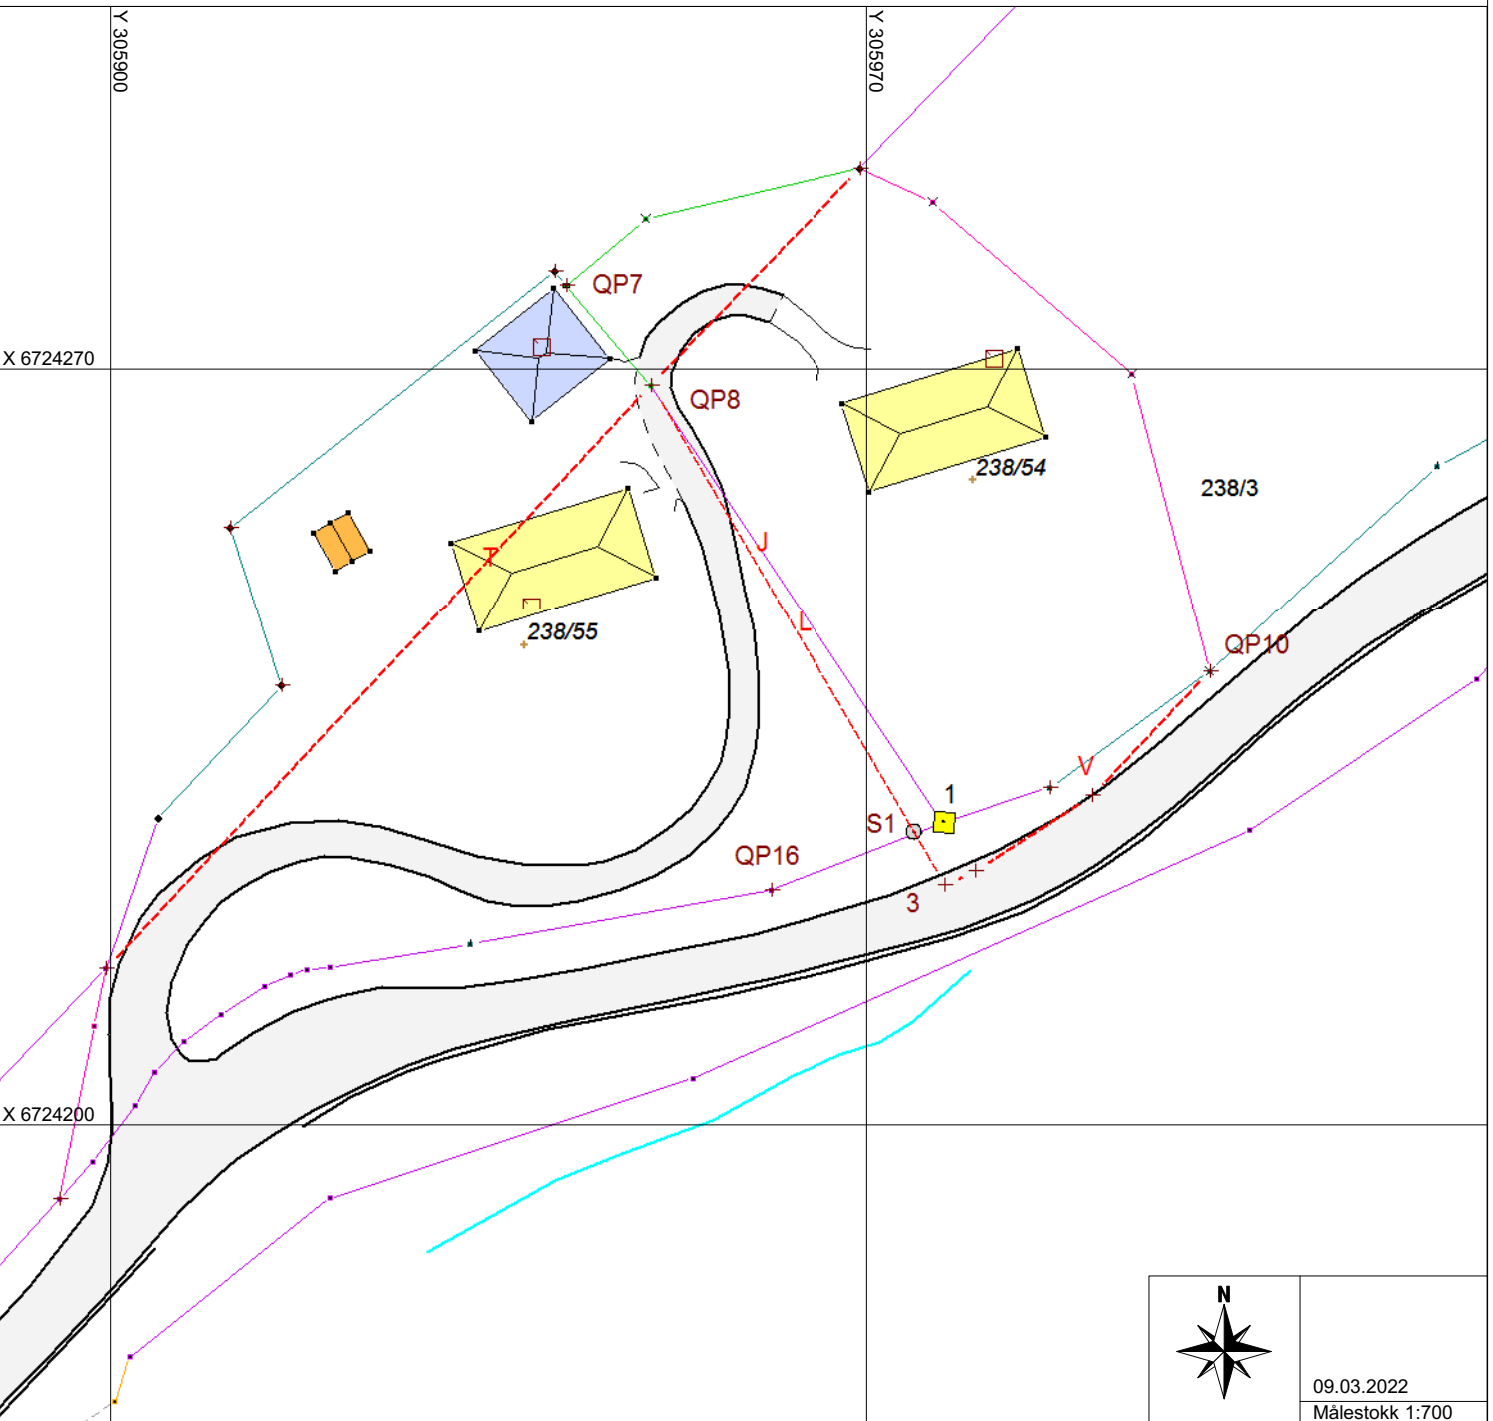 Y 305900
Y 305970
QP7
X 6724270
QP8
238/54
238/3
J
T
L
238/55
QP10
V
1
S1
QP16
3
X 6724200
N
09.03.2022
Målestokk 1:700